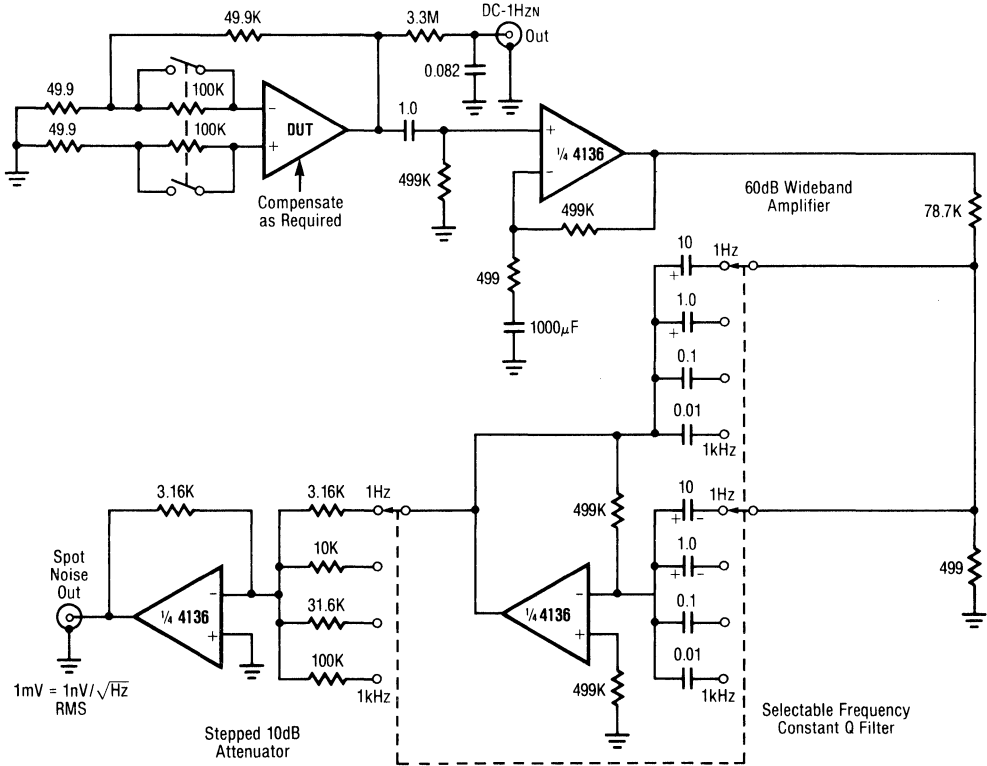 49.9K
3.3M
DC-1HzN
Out
0.082
49.9
100K
49.9
100K
DUT
−
+
Compensate
as Required
1.0
499K
+
−
¼ 4136
499K
499
1000μF
60dB Wideband
Amplifier
78.7K
10
1Hz
+
1.0
+
0.1
0.01
1kHz
10
1Hz
+ −
1.0
+ −
0.1
0.01
1kHz
499K
¼ 4136
−
+
499K
499
3.16K
3.16K
1Hz
10K
31.6K
100K
1kHz
¼ 4136
−
+
Spot
Noise
Out
1mV = 1nV/√Hz
RMS
Stepped 10dB
Attenuator
Selectable Frequency
Constant Q Filter